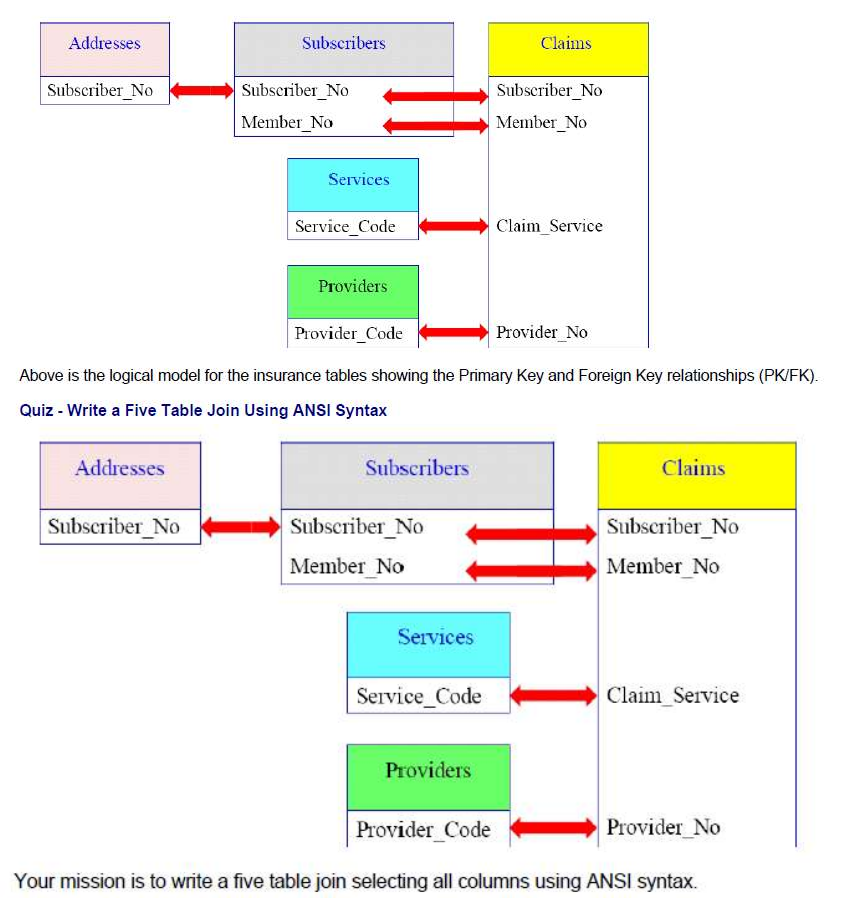 Addresses Subscribers Claims
Subscriber_No Subscriber_No Subscriber_No
Member_No Member_No
Services
Service_Code Claim_Service
Providers
Provider_Code Provider_No
Above is the logical model for the insurance tables showing the Primary Key and Foreign Key relationships (PK/FK).
Quiz - Write a Five Table Join Using ANSI Syntax
Addresses Subscribers Claims
Subscriber_No Subscriber_No Subscriber_No
Member_No Member_No
Services
Service_Code Claim_Service
Providers
Provider_Code Provider_No
Your mission is to write a five table join selecting all columns using ANSI syntax.